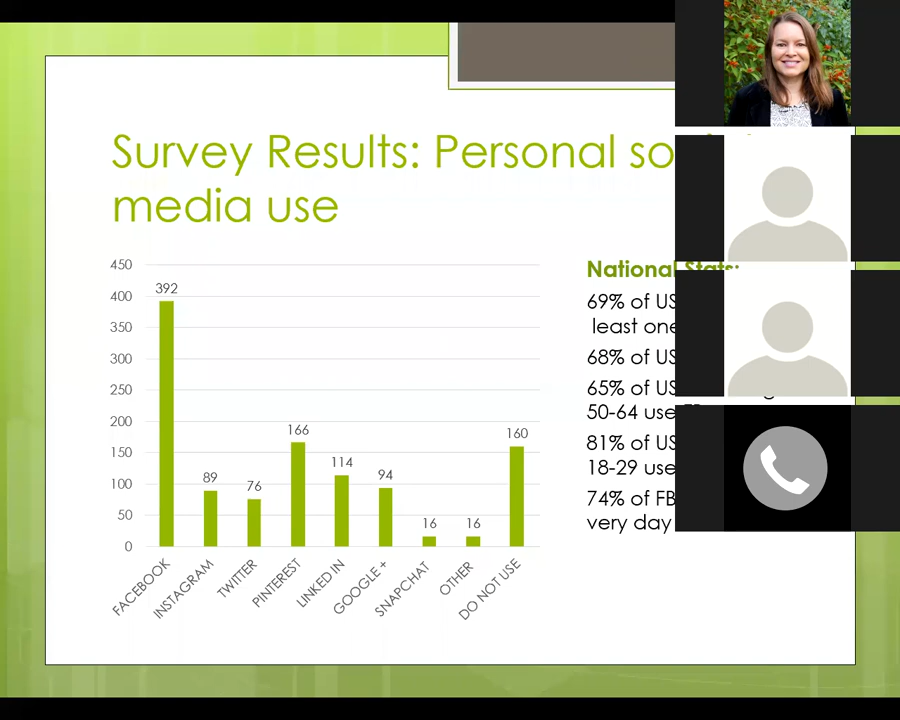 Survey Results: Personal
media use
450
400
350
300
250
200
150
100
50
0
392
89
76
166
114
94
16
16
160
FACEBOOK
INSTAGRAM
TWITTER
PINTEREST
LINKED IN
GOOGLE +
SNAPCHAT
OTHER
DO NOT USE
National Stats:
69% of US
least one
68% of US
65% of US
50-64 use
81% of US
18-29 use
74% of FB
very day